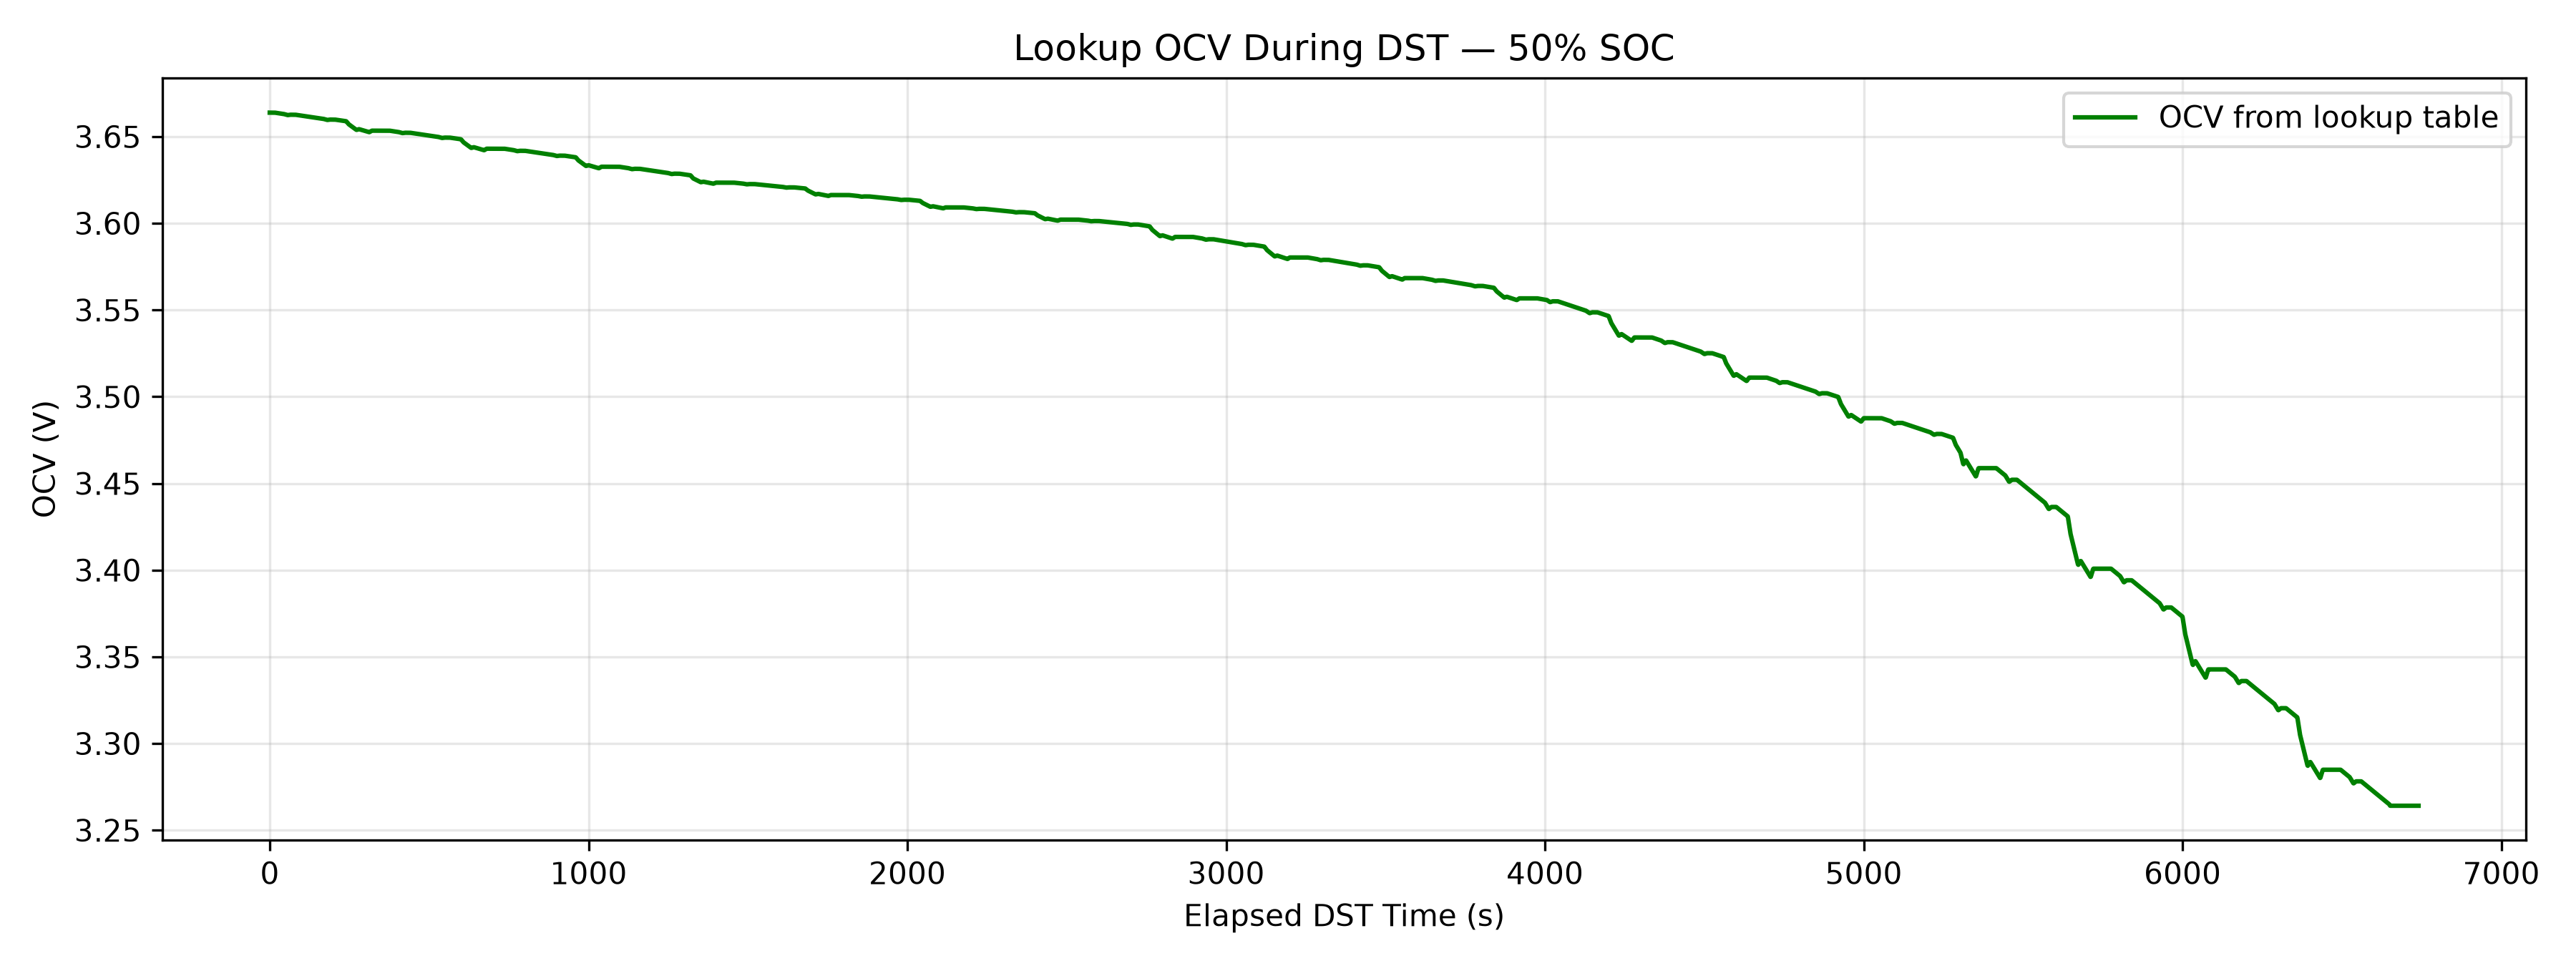 Lookup OCV During DST — 50% SOC
OCV from lookup table
OCV (V)
3.65
3.60
3.55
3.50
3.45
3.40
3.35
3.30
3.25
0 1000 2000 3000 4000 5000 6000 7000
Elapsed DST Time (s)